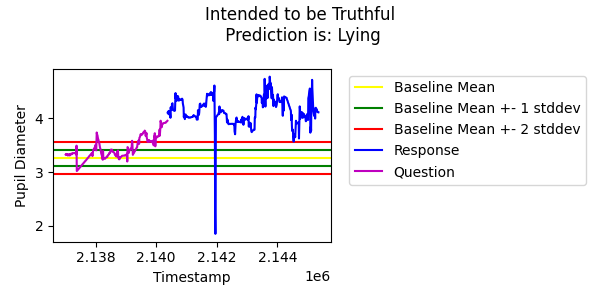 Intended to be Truthful
Prediction is: Lying
Pupil Diameter
4
3
2
2.138
2.140
2.142
2.144
1e6
Timestamp
Baseline Mean
Baseline Mean +- 1 stddev
Baseline Mean +- 2 stddev
Response
Question